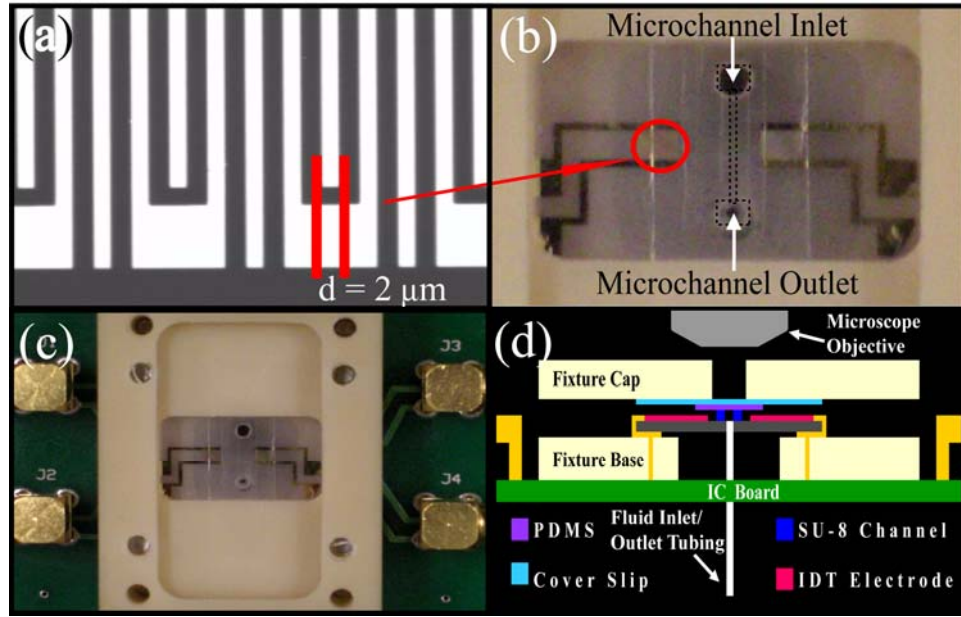 (a)
d = 2 µm
(b)
Microchannel Inlet
Microchannel Outlet
(c)
J3
J2
J4
(d)
Microscope
Objective
Fixture Cap
Fixture Base
IC Board
PDMS
Fluid Inlet/
Outlet Tubing
SU-8 Channel
Cover Slip
IDT Electrode